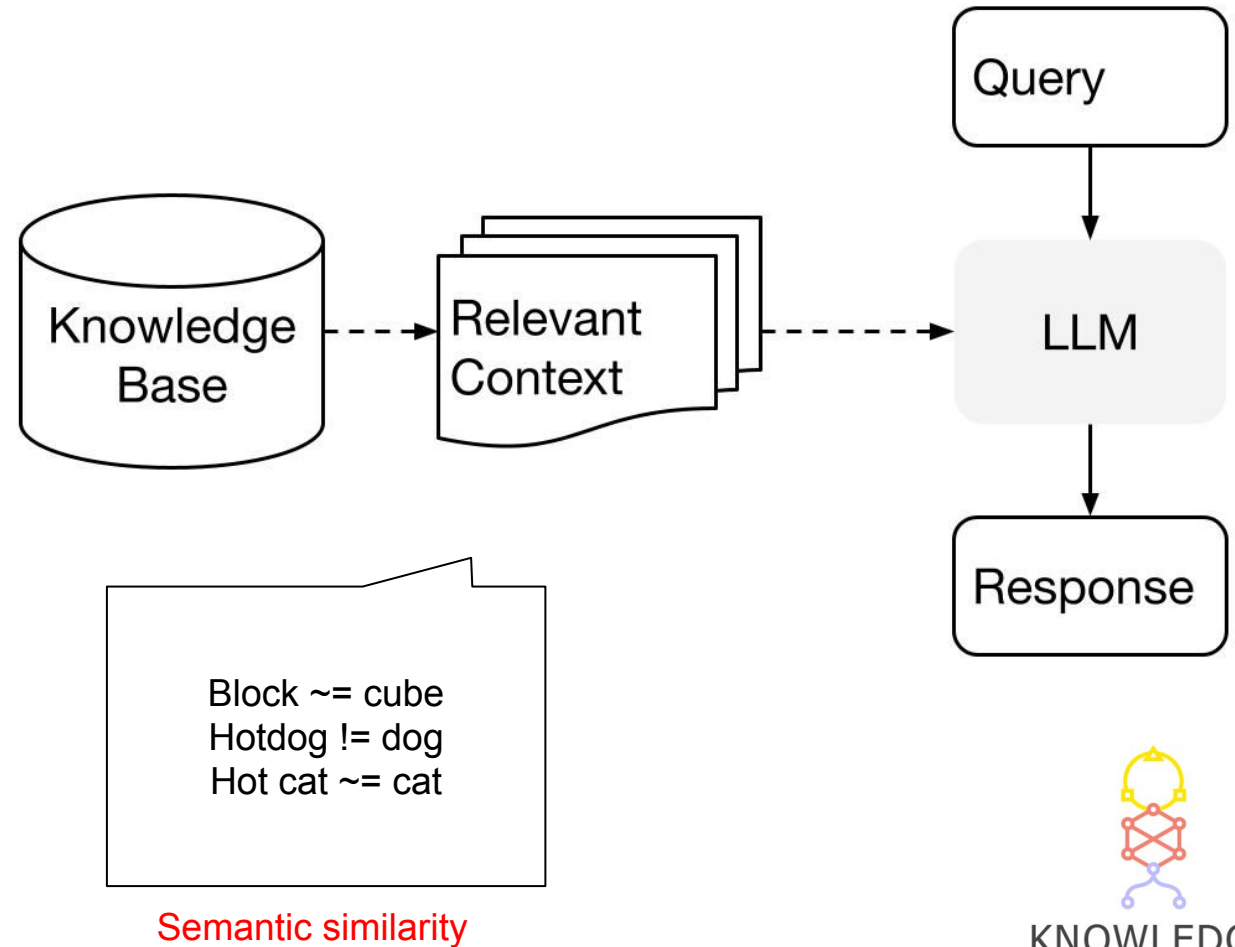 Query
Knowledge
Base
Relevant
Context
LLM
Response
Block ~= cube
Hotdog != dog
Hot cat ~= cat
Semantic similarity